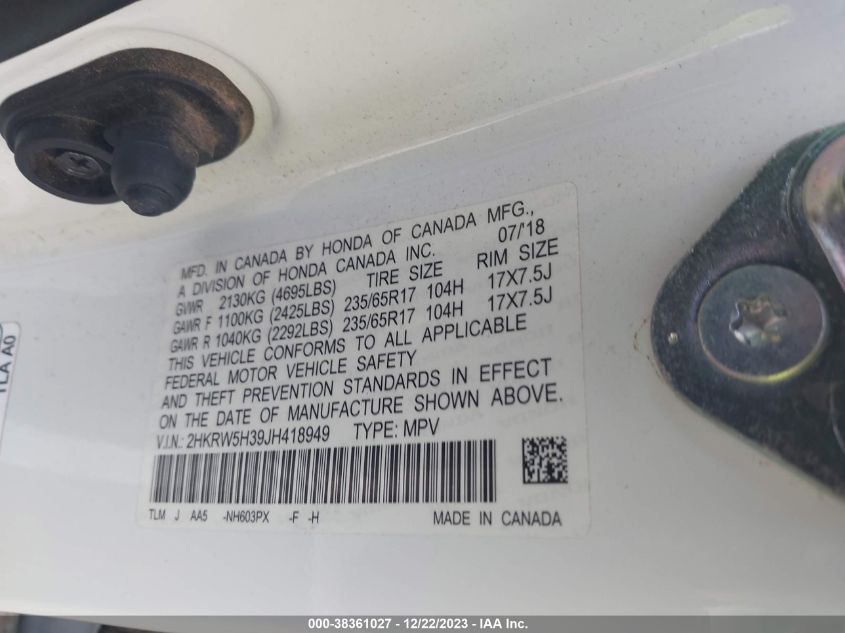 MFD. IN CANADA BY HONDA OF CANADA MFG.,
A DIVISION OF HONDA CANADA INC. 07/'18
GVWR 2130KG (4695LBS) TIRE SIZE RIM SIZE
GAWR F 1100KG (2425LBS) 235/65R17 104H 17X7.5J
GAWR R 1040KG (2292LBS) 235/65R17 104H 17X7.5J
THIS VEHICLE CONFORMS TO ALL APPLICABLE
FEDERAL MOTOR VEHICLE SAFETY
AND THEFT PREVENTION STANDARDS IN EFFECT
ON THE DATE OF MANUFACTURE SHOWN ABOVE.
V.I.N.: 2HKRW5H39JH418949 TYPE: MPV
TLM J AA5 -NH603PX -F -H MADE IN CANADA
TLA A0
000-38361027 - 12/22/2023 - IAA Inc.